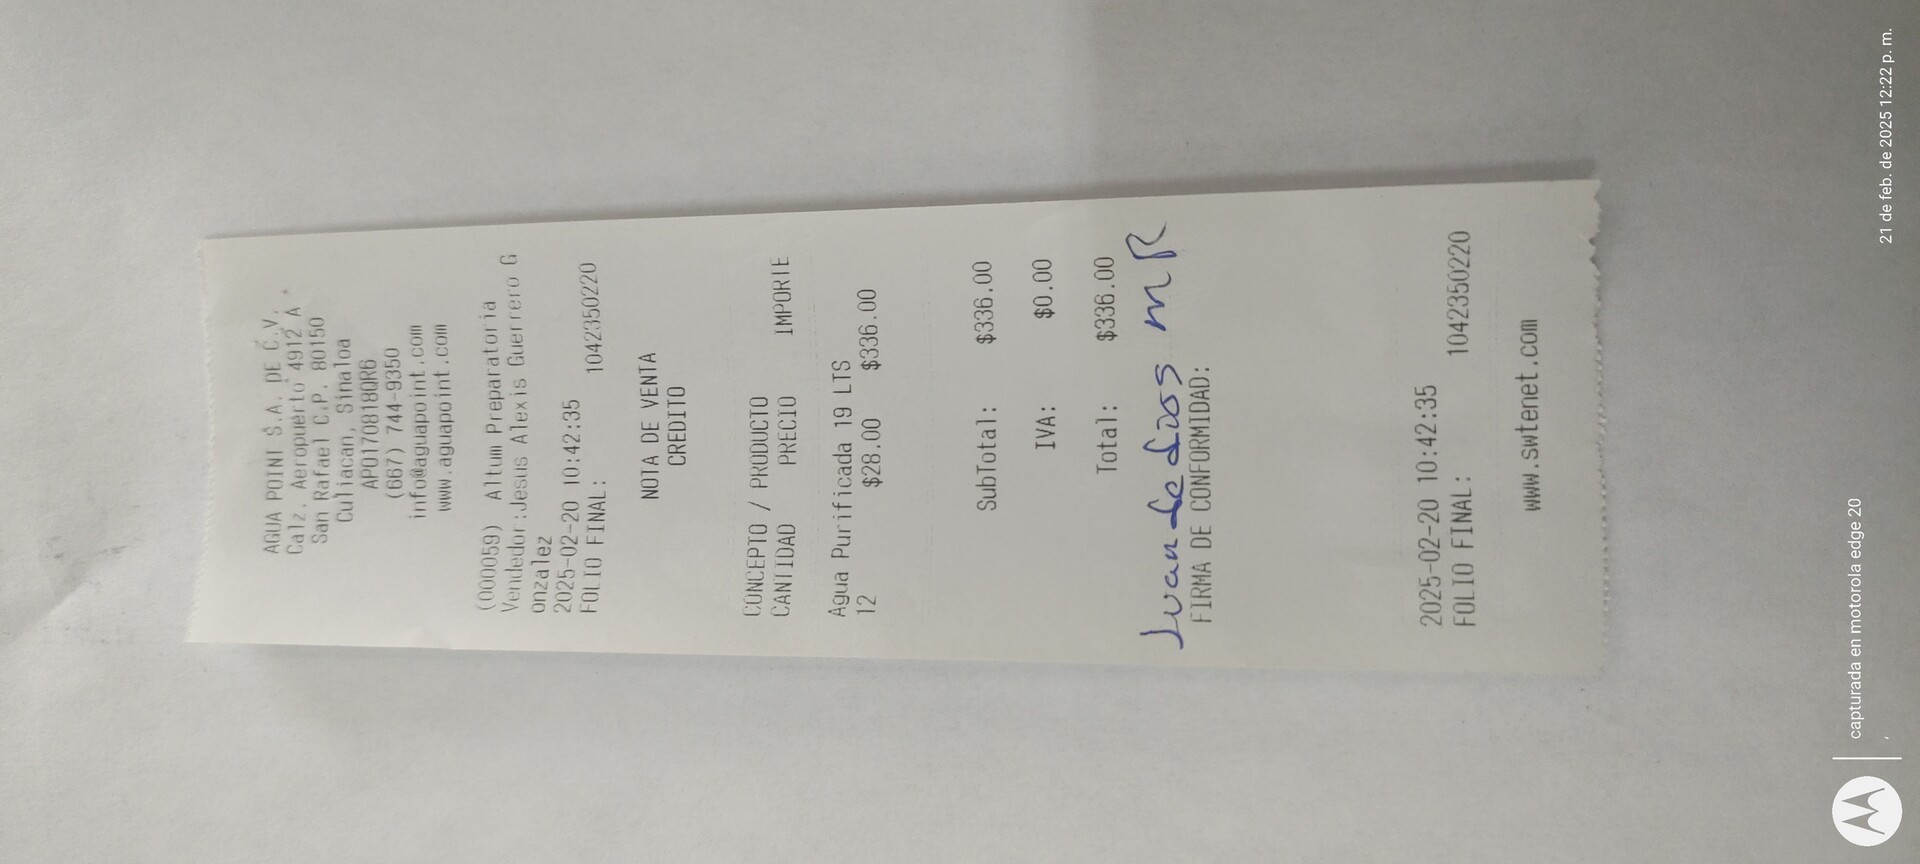 AGUA POINT S.A. DE C.V.
Calz. Aeropuerto 4912 A
San Rafael C.P. 80150
Culiacan, Sinaloa
APO170818QR6
(667) 744-9350
info@aguapoint.com
www.aguapoint.com
(000059) Altum Preparatoria
Vendedor:Jesus Alexis Guerrero G
onzalez
2025-02-20 10:42:35
FOLIO FINAL: 1042350220
NOTA DE VENTA
CREDITO
CONCEPTO / PRODUCTO
CANTIDAD PRECIO IMPORTE
Agua Purificada 19 LTS
12 $28.00 $336.00
SubTotal: $336.00
IVA: $0.00
Total: $336.00
Juan de dios m R
FIRMA DE CONFORMIDAD:
2025-02-20 10:42:35
FOLIO FINAL: 1042350220
www.swtenet.com
capturada en motorola edge 20
21 de feb. de 2025 12:22 p. m.